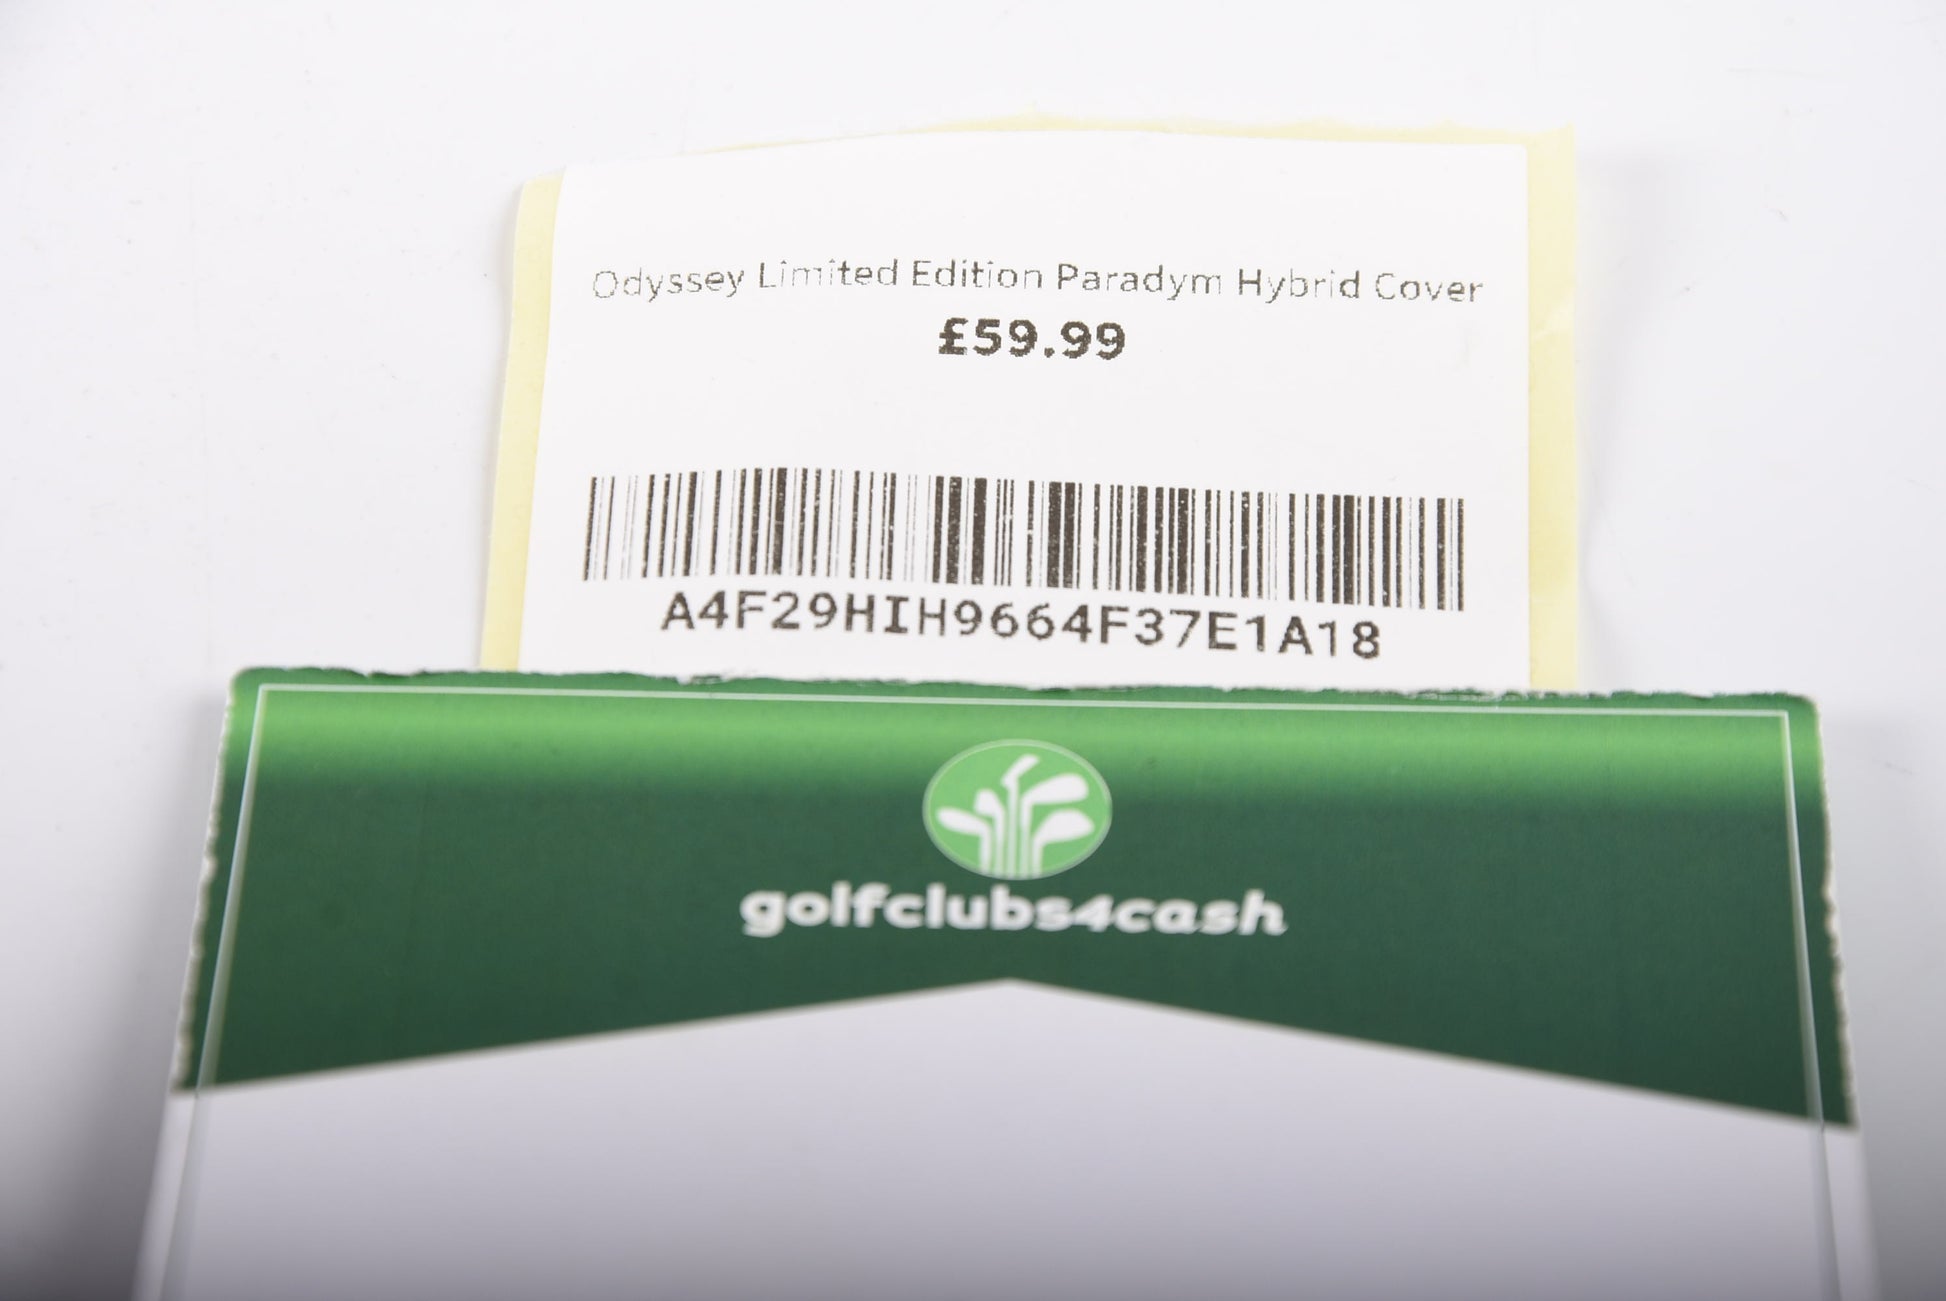 Odyssey Limited Edition Paradym Hybrid Cover
£59.99
A4F29HIH9664F37E1A18
golfclubs4cash